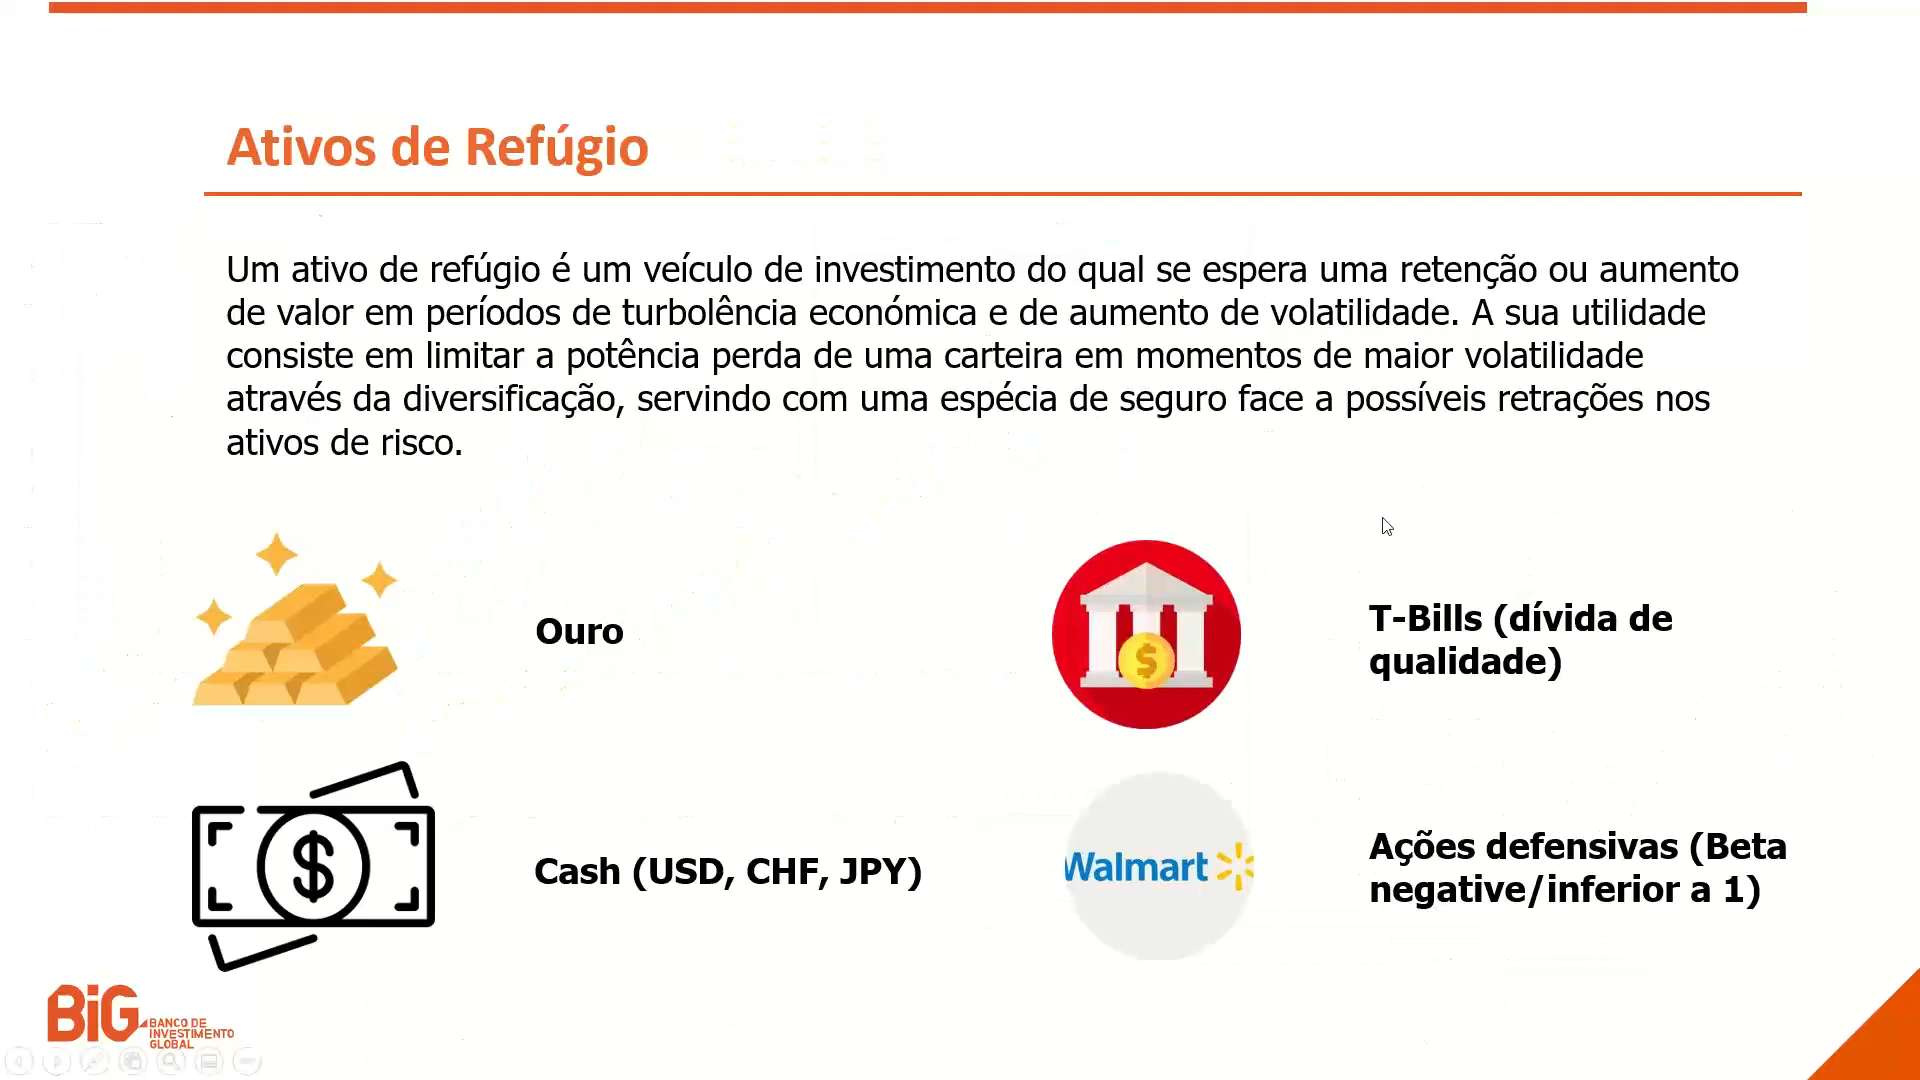 Ativos de Refúgio
Um ativo de refúgio é um veículo de investimento do qual se espera uma retenção ou aumento
de valor em períodos de turbolência económica e de aumento de volatilidade. A sua utilidade
consiste em limitar a potência perda de uma carteira em momentos de maior volatilidade
através da diversificação, servindo com uma espécia de seguro face a possíveis retrações nos
ativos de risco.
Ouro
$
T-Bills (dívida de
qualidade)
$
Cash (USD, CHF, JPY)
Walmart
Ações defensivas (Beta
negative/inferior a 1)
BiG
BANCO DE
INVESTIMENTO
GLOBAL